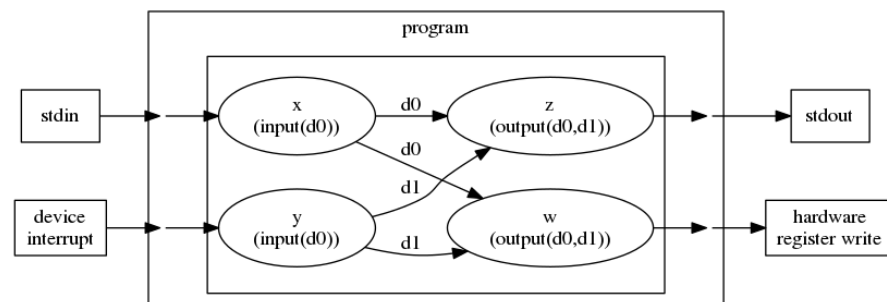 program
stdin
x
(input(d0))
d0
z
(output(d0,d1))
stdout
d0
d1
device
interrupt
y
(input(d0))
d1
w
(output(d0,d1))
hardware
register write